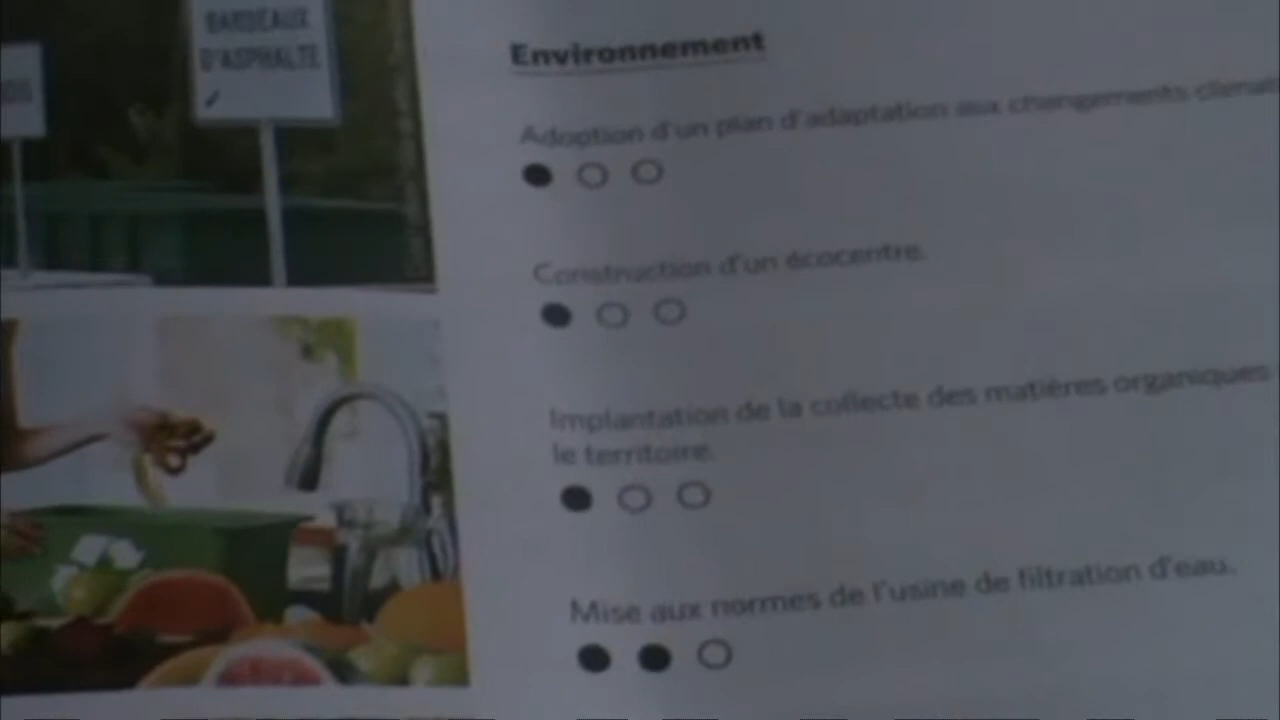 BARDEAUX
D'ASPHALTE
Environnement
Adoption d'un plan d'adaptation aux changements
Construction d'un écocentre.
Implantation de la collecte des matières organiques
le territoire.
Mise aux normes de l'usine de filtration d'eau.